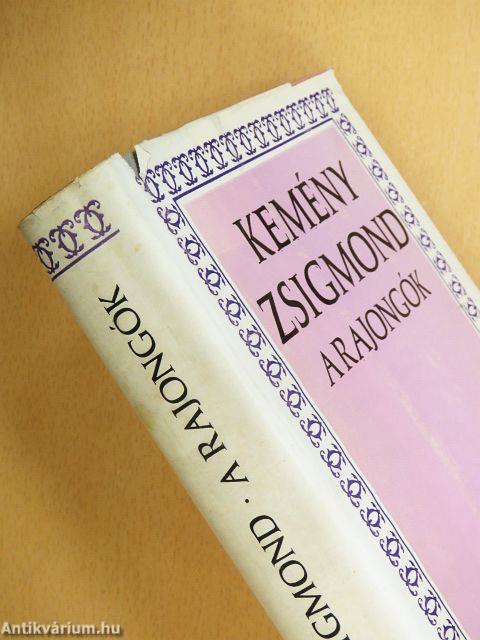 KEMÉNY
ZSIGMOND
A RAJONGÓK
GMOND · A RAJONGÓK
Antikvárium.hu